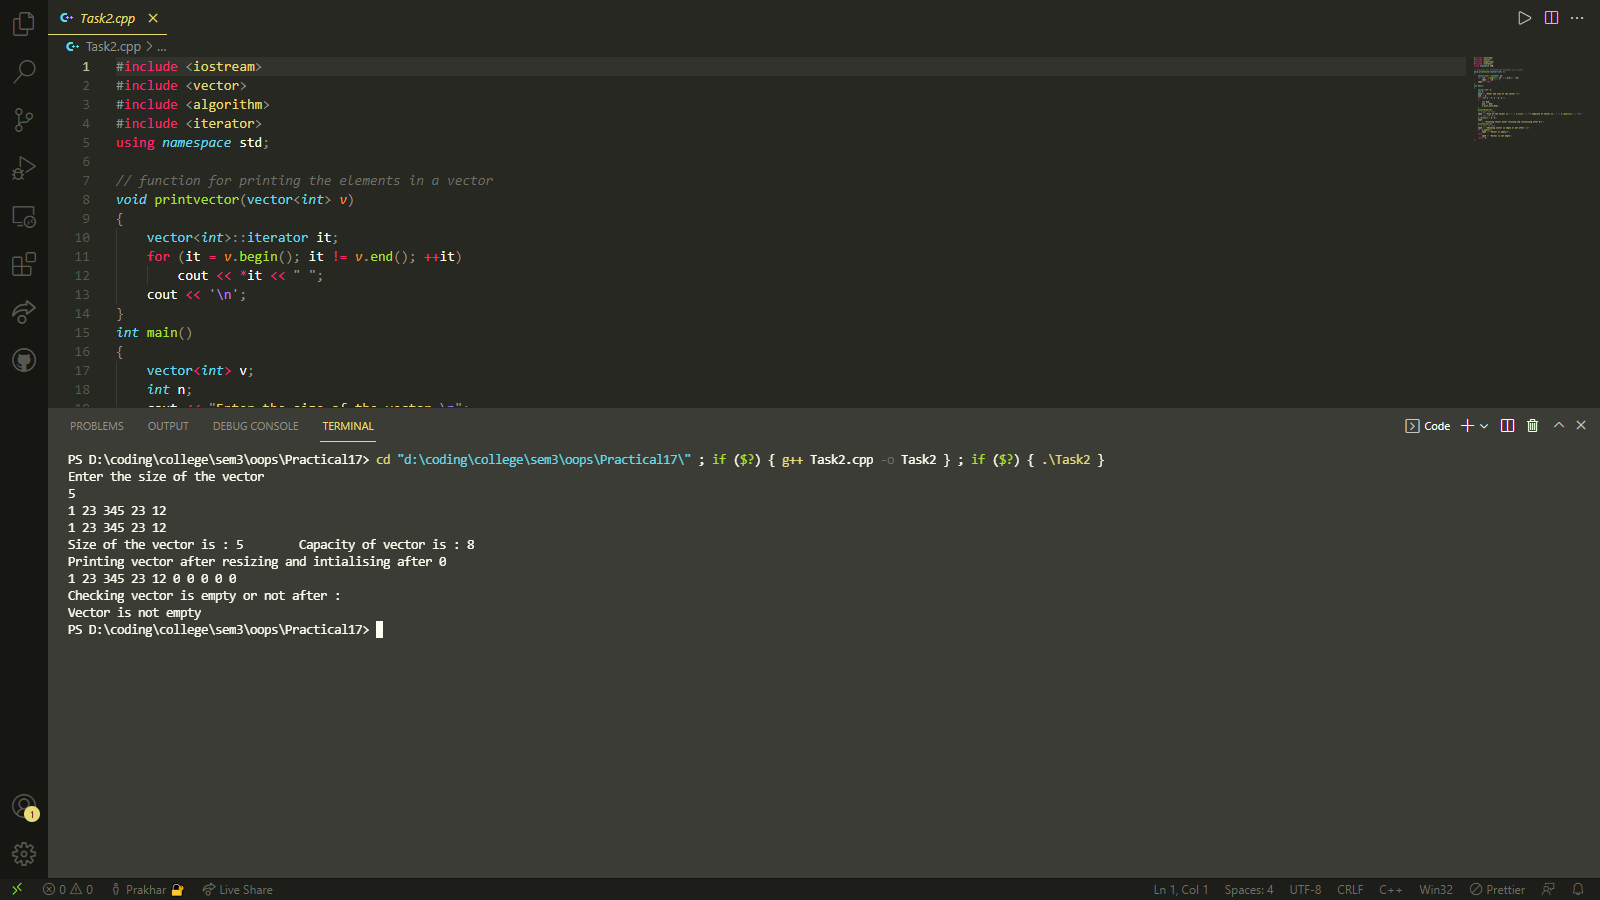 Task2.cpp
Task2.cpp > ...
1 #include <iostream>
2 #include <vector>
3 #include <algorithm>
4 #include <iterator>
5 using namespace std;
6
7 // function for printing the elements in a vector
8 void printvector(vector<int> v)
9 {
10 vector<int>::iterator it;
11 for (it = v.begin(); it != v.end(); ++it)
12 cout << *it << " ";
13 cout << '\n';
14 }
15 int main()
16 {
17 vector<int> v;
18 int n;
19 cout << "Enter the size of the vector \n";
PROBLEMS OUTPUT DEBUG CONSOLE TERMINAL Code
PS D:\coding\college\sem3\oops\Practical17> cd "d:\coding\college\sem3\oops\Practical17\" ; if ($?) { g++ Task2.cpp -o Task2 } ; if ($?) { .\Task2 }
Enter the size of the vector
5
1 23 345 23 12
1 23 345 23 12
Size of the vector is : 5 Capacity of vector is : 8
Printing vector after resizing and intialising after 0
1 23 345 23 12 0 0 0 0 0
Checking vector is empty or not after :
Vector is not empty
PS D:\coding\college\sem3\oops\Practical17>
1
0 0 Prakhar Live Share Ln 1, Col 1 Spaces: 4 UTF-8 CRLF C++ Win32 Prettier